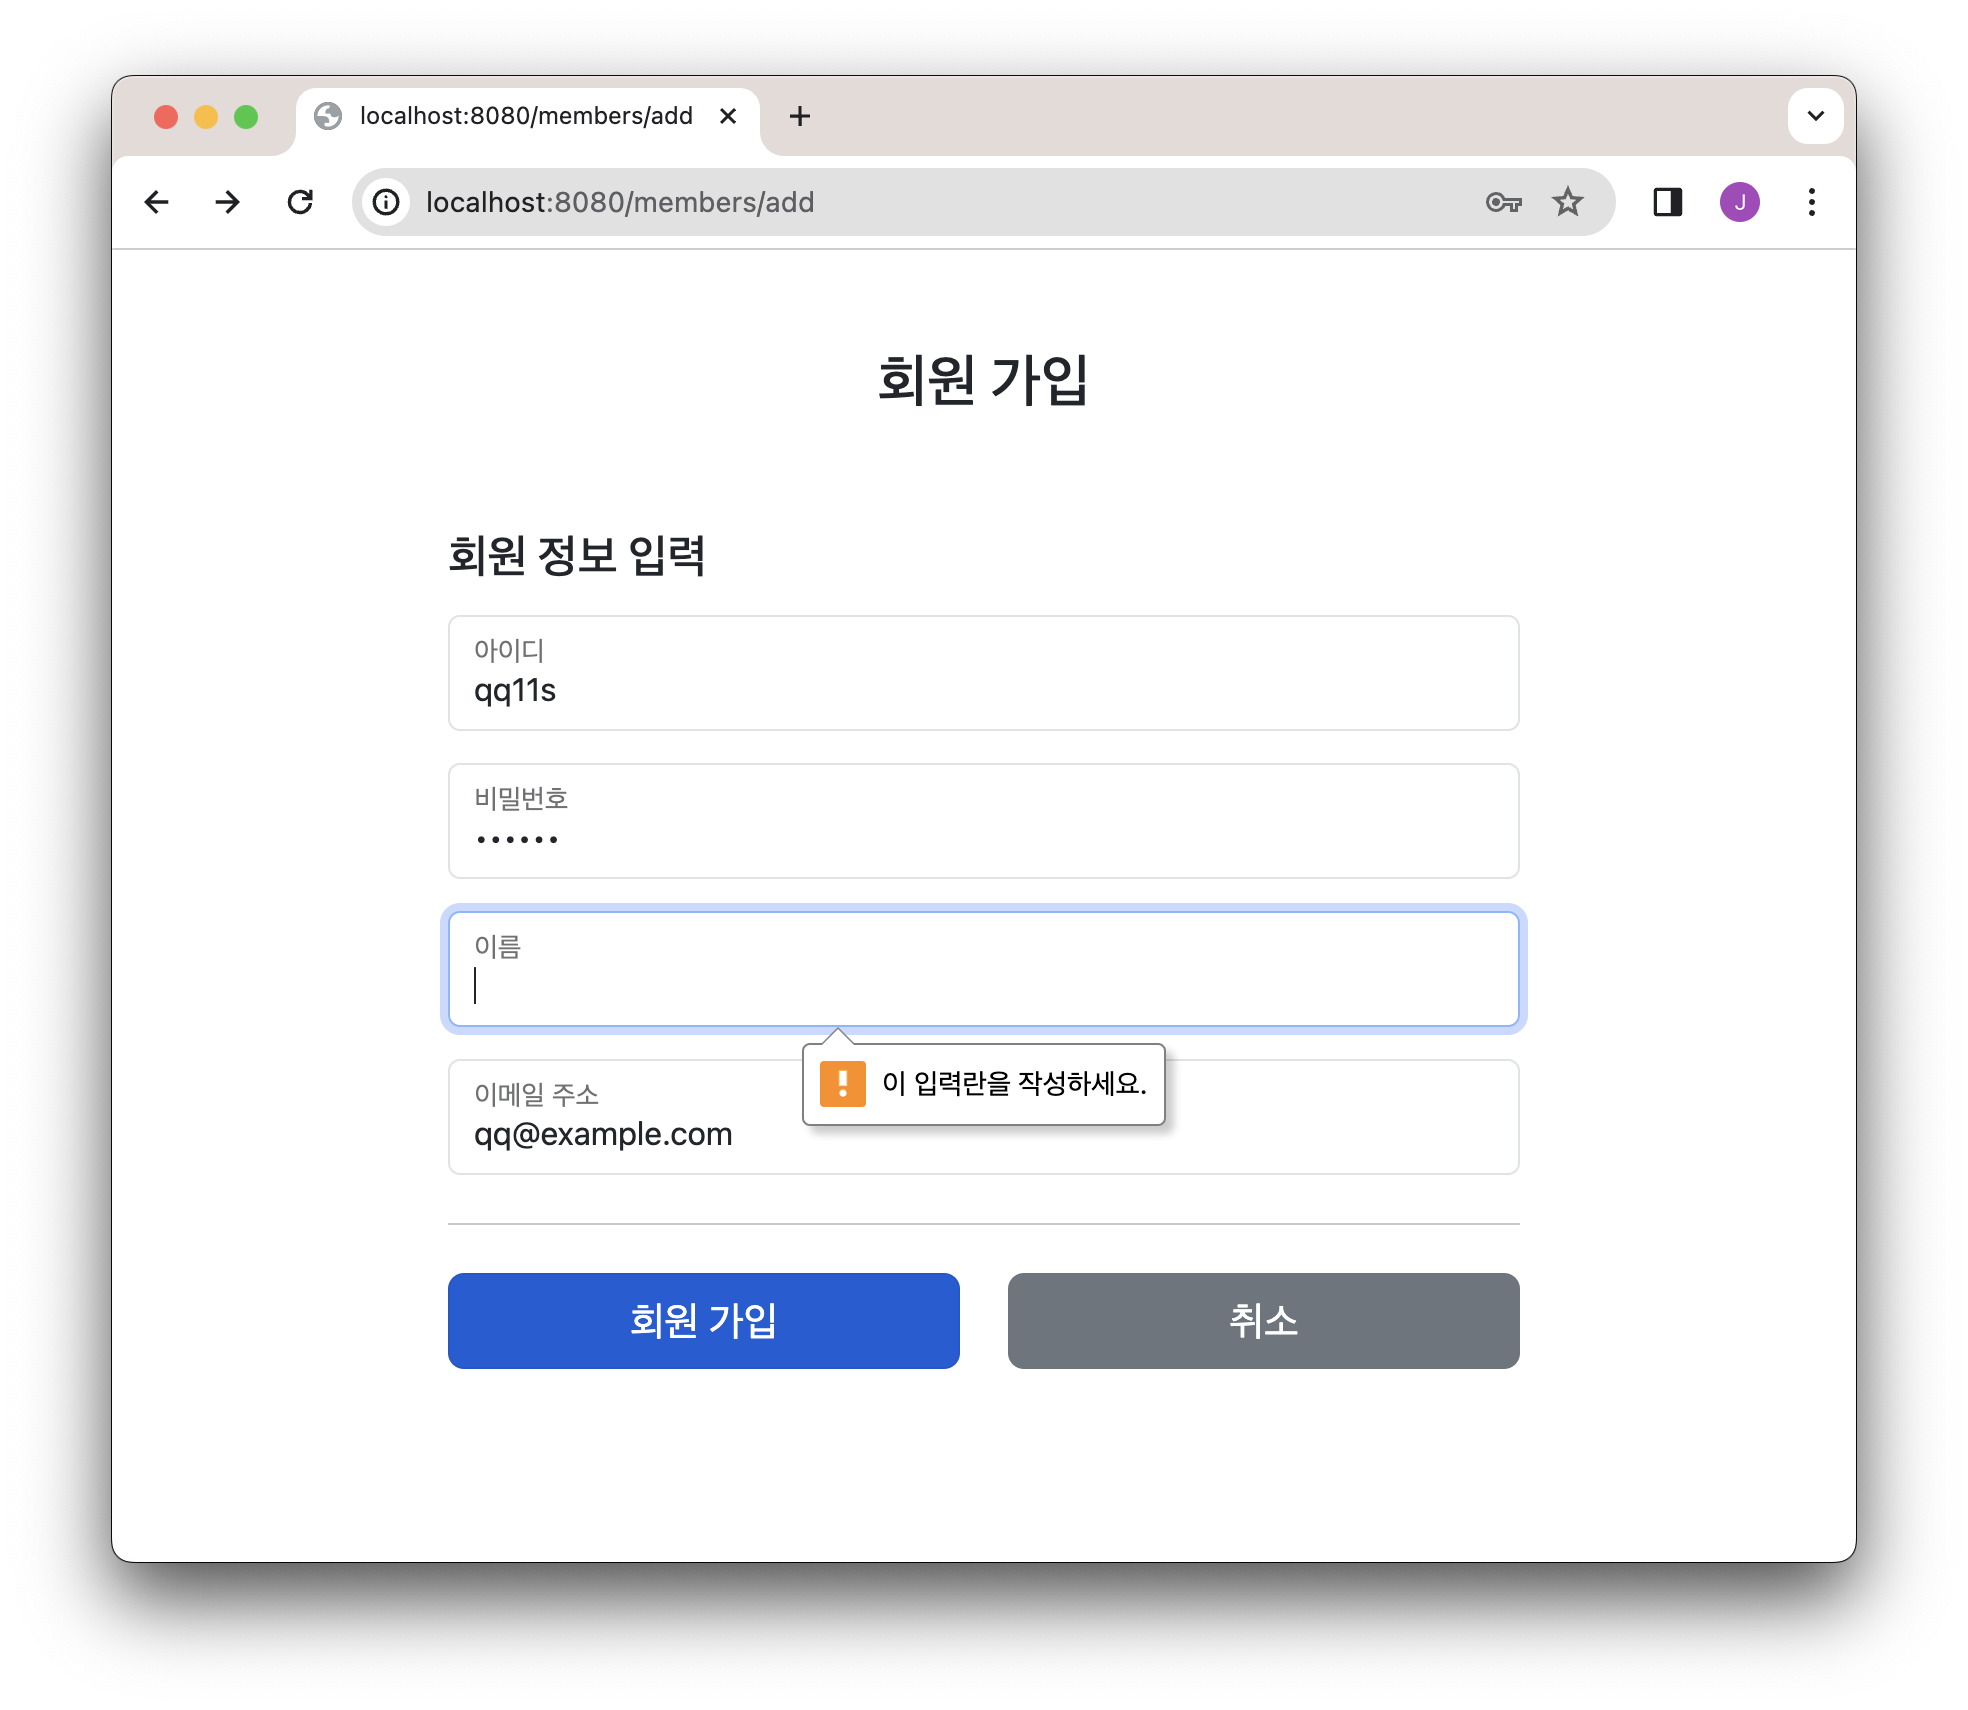 localhost:8080/members/add
localhost:8080/members/add
J
회원 가입
회원 정보 입력
아이디
qq11s
비밀번호
••••••
이름
이 입력란을 작성하세요.
이메일 주소
qq@example.com
회원 가입
취소